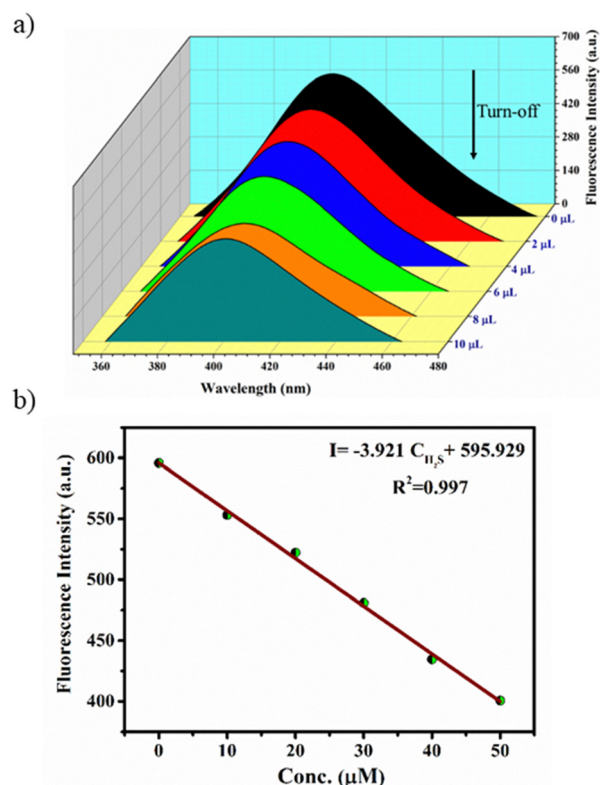 a)
700
560
420
280
140
0
Fluorescence Intensity (a.u.)
Turn-off
0 µL
2 µL
4 µL
6 µL
8 µL
10 µL
360 380 400 420 440 460 480
Wavelength (nm)
b)
I= -3.921 C_{H₂S}+ 595.929
R²=0.997
600
550
500
450
400
Fluorescence Intensity (a.u.)
0 10 20 30 40 50
Conc. (µM)